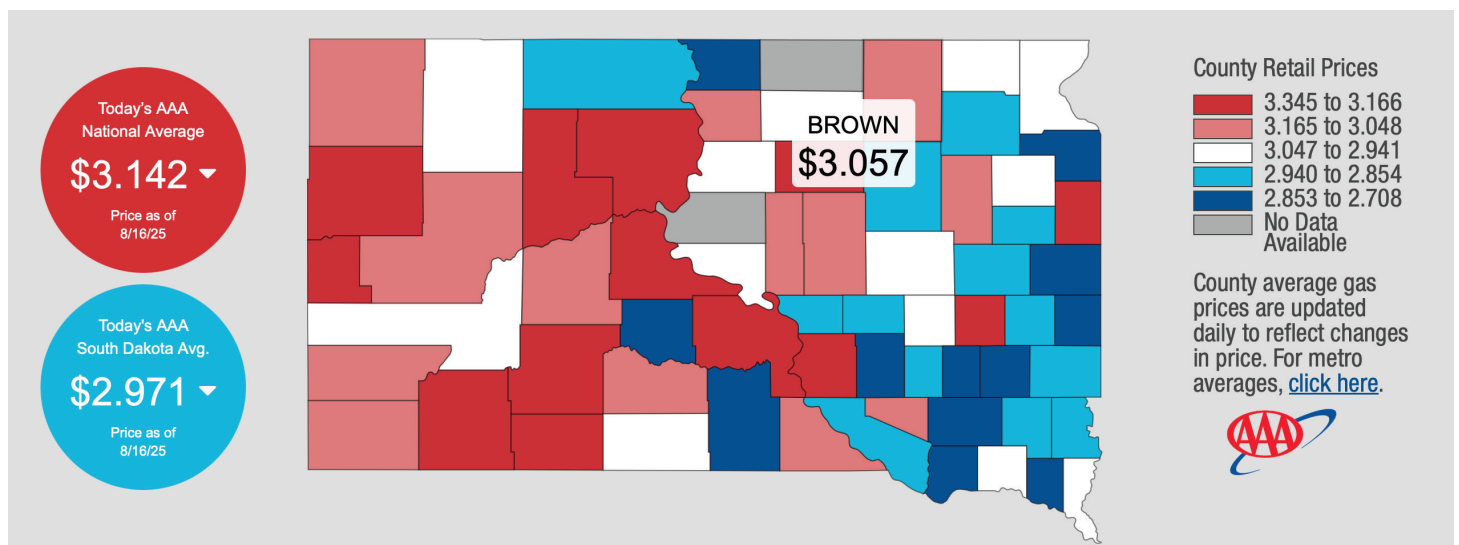 Today's AAA
National Average
$3.142
Price as of
8/16/25
Today's AAA
South Dakota Avg.
$2.971
Price as of
8/16/25
BROWN
$3.057
County Retail Prices
3.345 to 3.166
3.165 to 3.048
3.047 to 2.941
2.940 to 2.854
2.853 to 2.708
No Data
Available
County average gas
prices are updated
daily to reflect changes
in price. For metro
averages, click here.
AAA